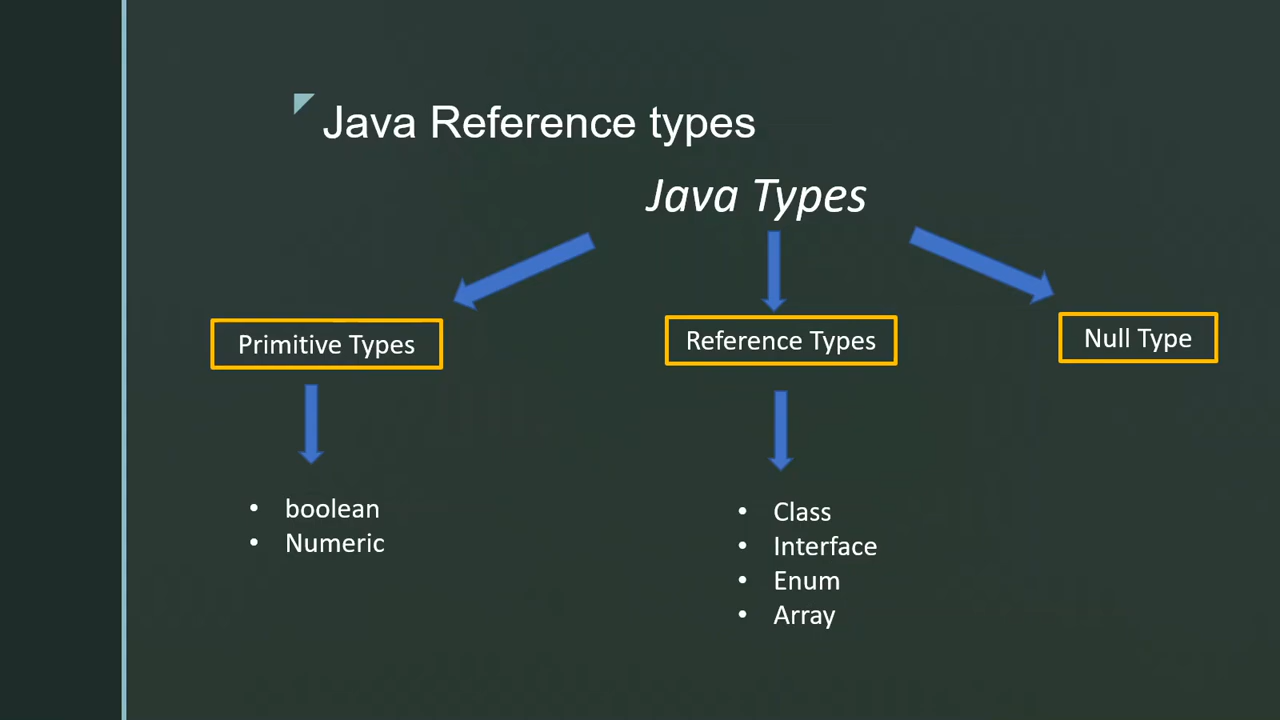 Java Reference types
Java Types
Primitive Types
Reference Types
Null Type
• boolean
• Numeric
• Class
• Interface
• Enum
• Array